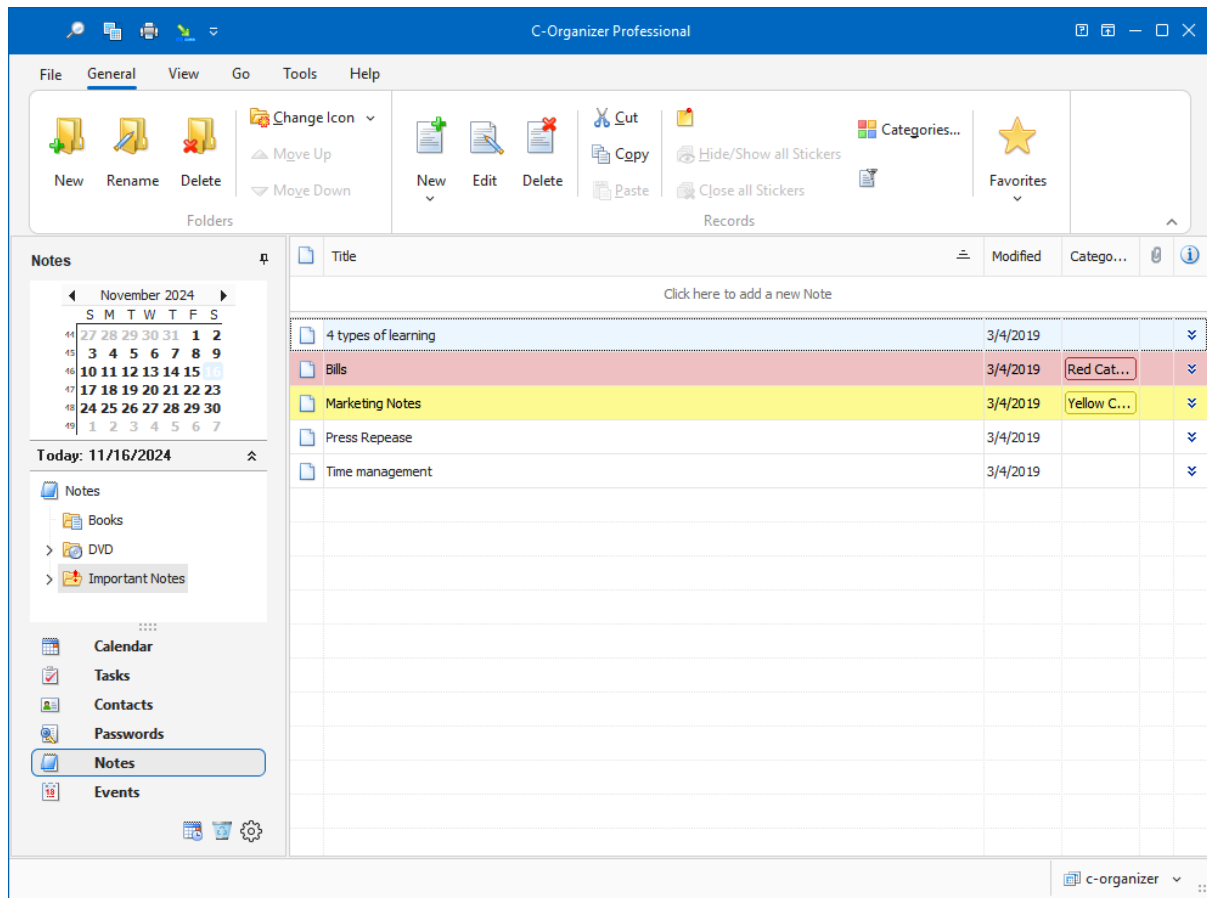 C-Organizer Professional
File General View Go Tools Help
Change Icon
Move Up
Move Down
New Rename Delete
Folders
Cut
Copy
Paste
New Edit Delete
Hide/Show all Stickers
Close all Stickers
Categories...
Favorites
Records
Notes
November 2024
S M T W T F S
44 27 28 29 30 31 1 2
45 3 4 5 6 7 8 9
46 10 11 12 13 14 15 16
47 17 18 19 20 21 22 23
48 24 25 26 27 28 29 30
49 1 2 3 4 5 6 7
Today: 11/16/2024
Notes
Books
DVD
Important Notes
Calendar
Tasks
Contacts
Passwords
Notes
18 Events
Title Modified Catego...
Click here to add a new Note
4 types of learning 3/4/2019
Bills 3/4/2019 Red Cat...
Marketing Notes 3/4/2019 Yellow C...
Press Repease 3/4/2019
Time management 3/4/2019
c-organizer